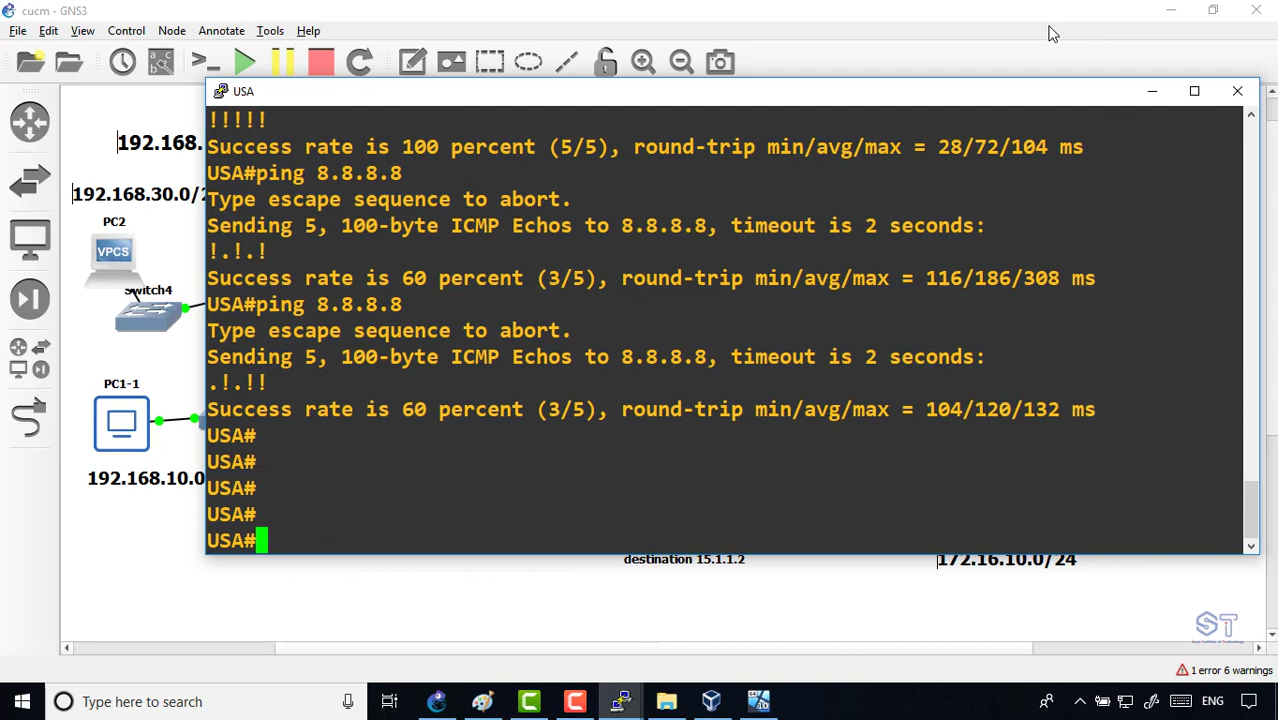 cucm - GNS3
File Edit View Control Node Annotate Tools Help
USA
192.168.
192.168.30.0/2
PC2
VPCS
Switch4
PC1-1
192.168.10.0
!!!!!
Success rate is 100 percent (5/5), round-trip min/avg/max = 28/72/104 ms
USA#ping 8.8.8.8
Type escape sequence to abort.
Sending 5, 100-byte ICMP Echos to 8.8.8.8, timeout is 2 seconds:
!.!.!
Success rate is 60 percent (3/5), round-trip min/avg/max = 116/186/308 ms
USA#ping 8.8.8.8
Type escape sequence to abort.
Sending 5, 100-byte ICMP Echos to 8.8.8.8, timeout is 2 seconds:
.!.!!
Success rate is 60 percent (3/5), round-trip min/avg/max = 104/120/132 ms
USA#
USA#
USA#
USA#
USA#
destination 15.1.1.2
172.16.10.0/24
ST
1 error 6 warnings
Type here to search
ENG